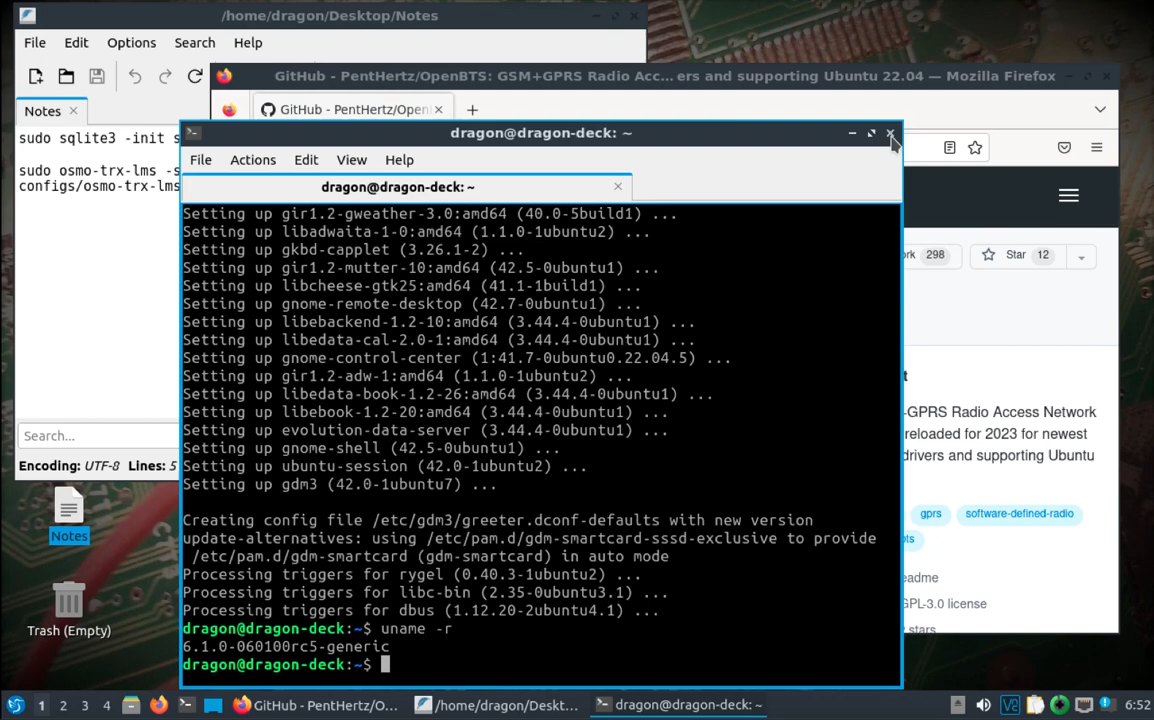 /home/dragon/Desktop/Notes
File Edit Options Search Help
Notes
sudo sqlite3 -init s
sudo osmo-trx-lms -s
configs/osmo-trx-lms
Search...
Encoding: UTF-8 Lines: 5
GitHub - PentHertz/OpenBTS: GSM+GPRS Radio Acc… ers and supporting Ubuntu 22.04 — Mozilla Firefox
GitHub - PentHertz/Open
dragon@dragon-deck: ~
File Actions Edit View Help
dragon@dragon-deck: ~
Setting up gir1.2-gweather-3.0:amd64 (40.0-5build1) ...
Setting up libadwaita-1-0:amd64 (1.1.0-1ubuntu2) ...
Setting up gkbd-capplet (3.26.1-2) ...
Setting up gir1.2-mutter-10:amd64 (42.5-0ubuntu1) ...
Setting up libcheese-gtk25:amd64 (41.1-1build1) ...
Setting up gnome-remote-desktop (42.7-0ubuntu1) ...
Setting up libebackend-1.2-10:amd64 (3.44.4-0ubuntu1) ...
Setting up libedata-cal-2.0-1:amd64 (3.44.4-0ubuntu1) ...
Setting up gnome-control-center (1:41.7-0ubuntu0.22.04.5) ...
Setting up gir1.2-adw-1:amd64 (1.1.0-1ubuntu2) ...
Setting up libedata-book-1.2-26:amd64 (3.44.4-0ubuntu1) ...
Setting up libebook-1.2-20:amd64 (3.44.4-0ubuntu1) ...
Setting up evolution-data-server (3.44.4-0ubuntu1) ...
Setting up gnome-shell (42.5-0ubuntu1) ...
Setting up ubuntu-session (42.0-1ubuntu2) ...
Setting up gdm3 (42.0-1ubuntu7) ...
Creating config file /etc/gdm3/greeter.dconf-defaults with new version
update-alternatives: using /etc/pam.d/gdm-smartcard-sssd-exclusive to provide
/etc/pam.d/gdm-smartcard (gdm-smartcard) in auto mode
Processing triggers for rygel (0.40.3-1ubuntu2) ...
Processing triggers for libc-bin (2.35-0ubuntu3.1) ...
Processing triggers for dbus (1.12.20-2ubuntu4.1) ...
dragon@dragon-deck:~$ uname -r
6.1.0-060100rc5-generic
dragon@dragon-deck:~$
rk 298 Star 12
t
-GPRS Radio Access Network
reloaded for 2023 for newest
drivers and supporting Ubuntu
gprs software-defined-radio
ts
eadme
GPL-3.0 license
stars
Notes
Trash (Empty)
1 2 3 4 GitHub - PentHertz/O... /home/dragon/Deskt... dragon@dragon-deck: ~ 6:52